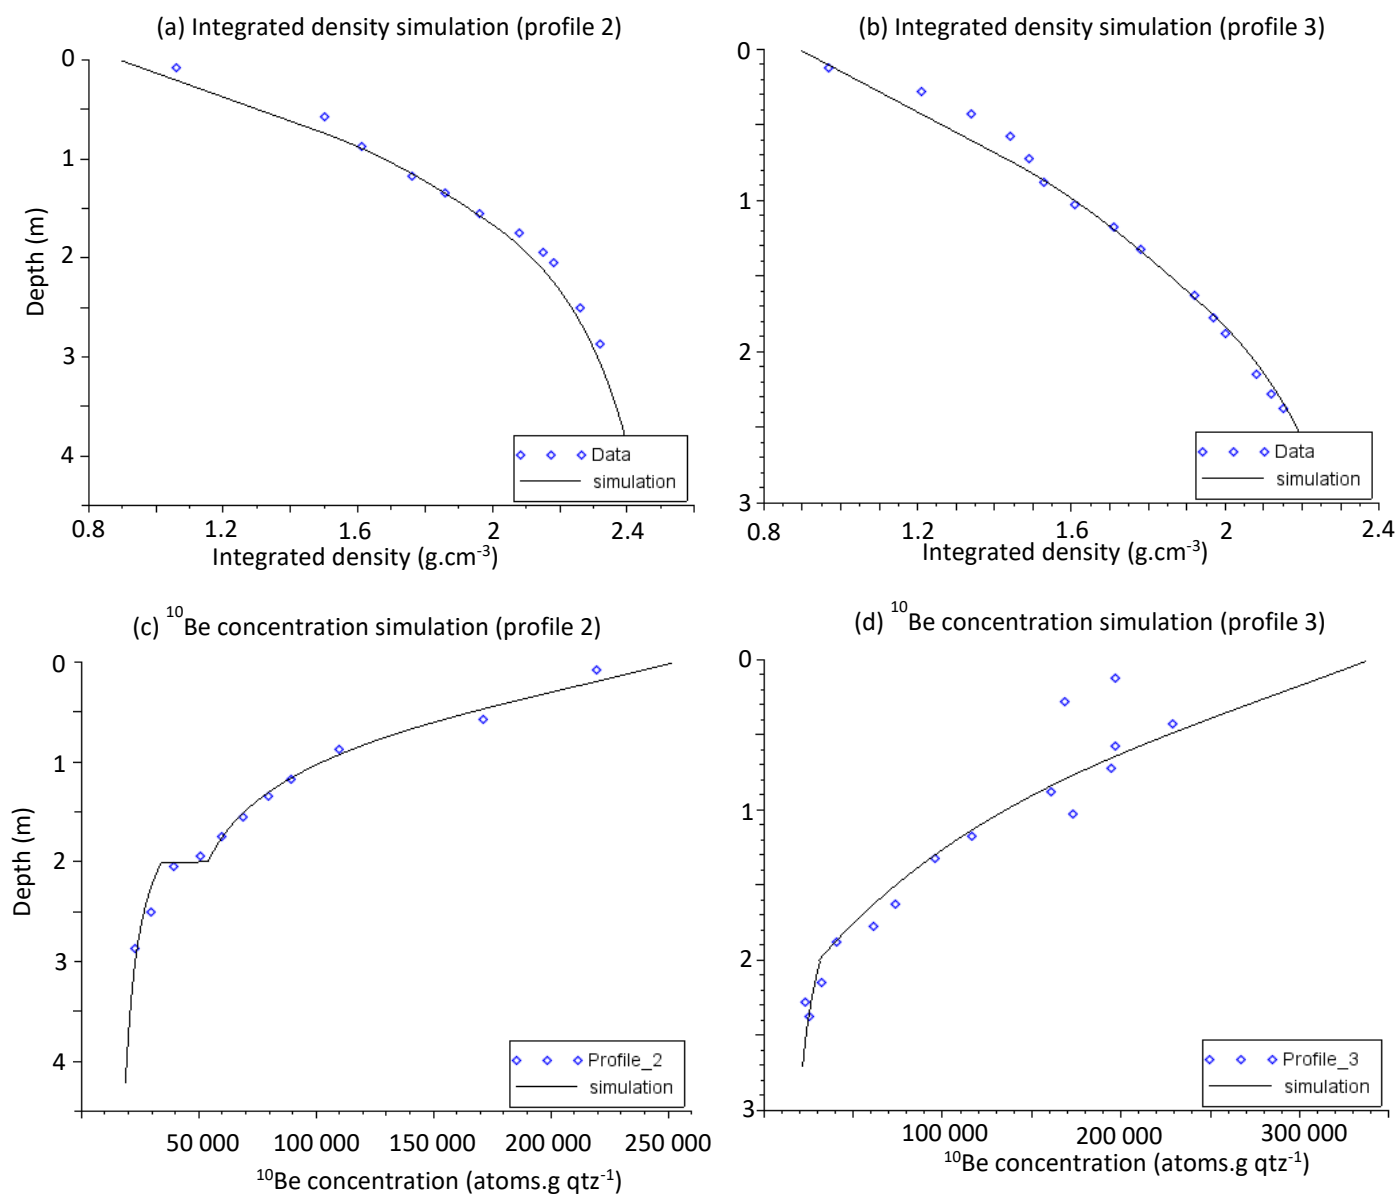 (a) Integrated density simulation (profile 2)
0
1
2
3
4
Depth (m)
Data
simulation
0.8
1.2
1.6
2
2.4
Integrated density (g.cm⁻³)
(b) Integrated density simulation (profile 3)
0
1
2
3
Data
simulation
0.8
1.2
1.6
2
2.4
Integrated density (g.cm⁻³)
(c) ¹⁰Be concentration simulation (profile 2)
0
1
2
3
4
Depth (m)
Profile_2
simulation
50 000
100 000
150 000
200 000
250 000
¹⁰Be concentration (atoms.g qtz⁻¹)
(d) ¹⁰Be concentration simulation (profile 3)
0
1
2
3
Profile_3
simulation
100 000
200 000
300 000
¹⁰Be concentration (atoms.g qtz⁻¹)